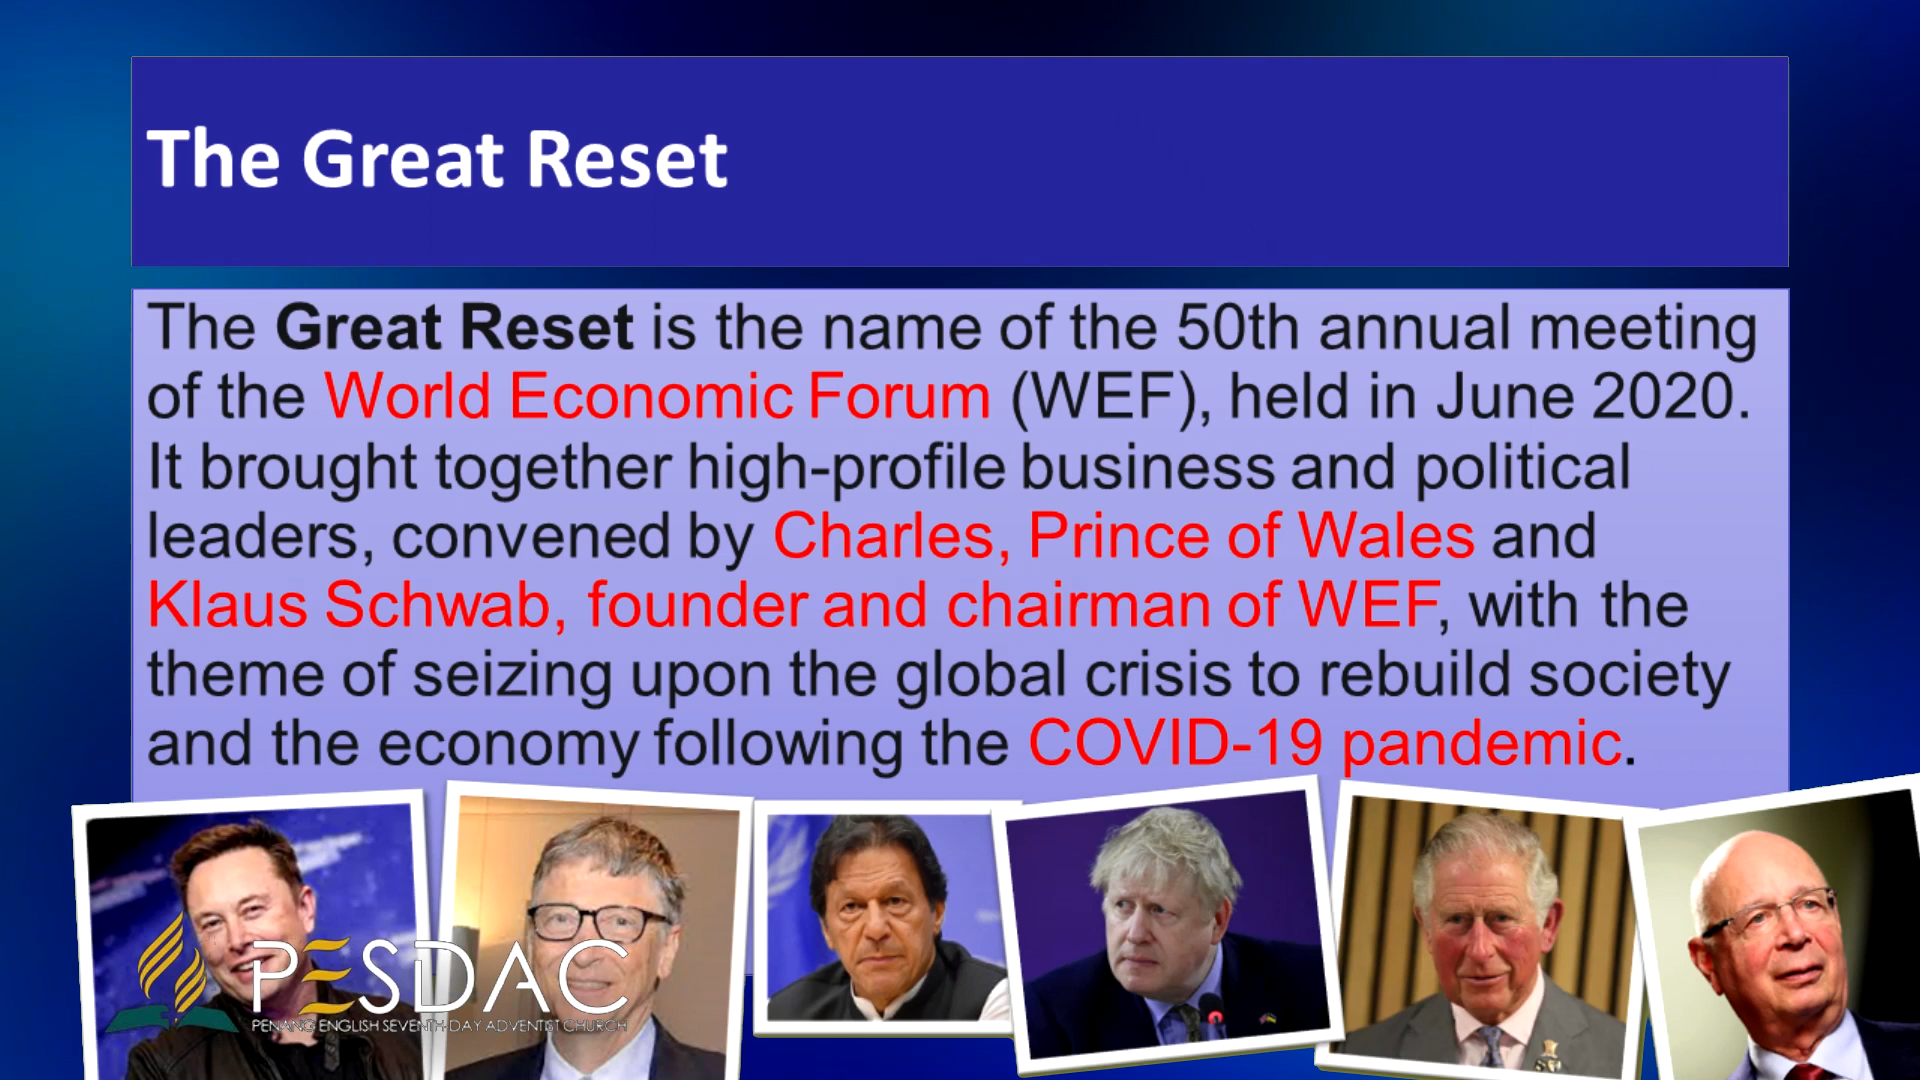 The Great Reset
The Great Reset is the name of the 50th annual meeting
of the World Economic Forum (WEF), held in June 2020.
It brought together high-profile business and political
leaders, convened by Charles, Prince of Wales and
Klaus Schwab, founder and chairman of WEF, with the
theme of seizing upon the global crisis to rebuild society
and the economy following the COVID-19 pandemic.
PESDAC
PENANG ENGLISH SEVENTH-DAY ADVENTIST CHURCH